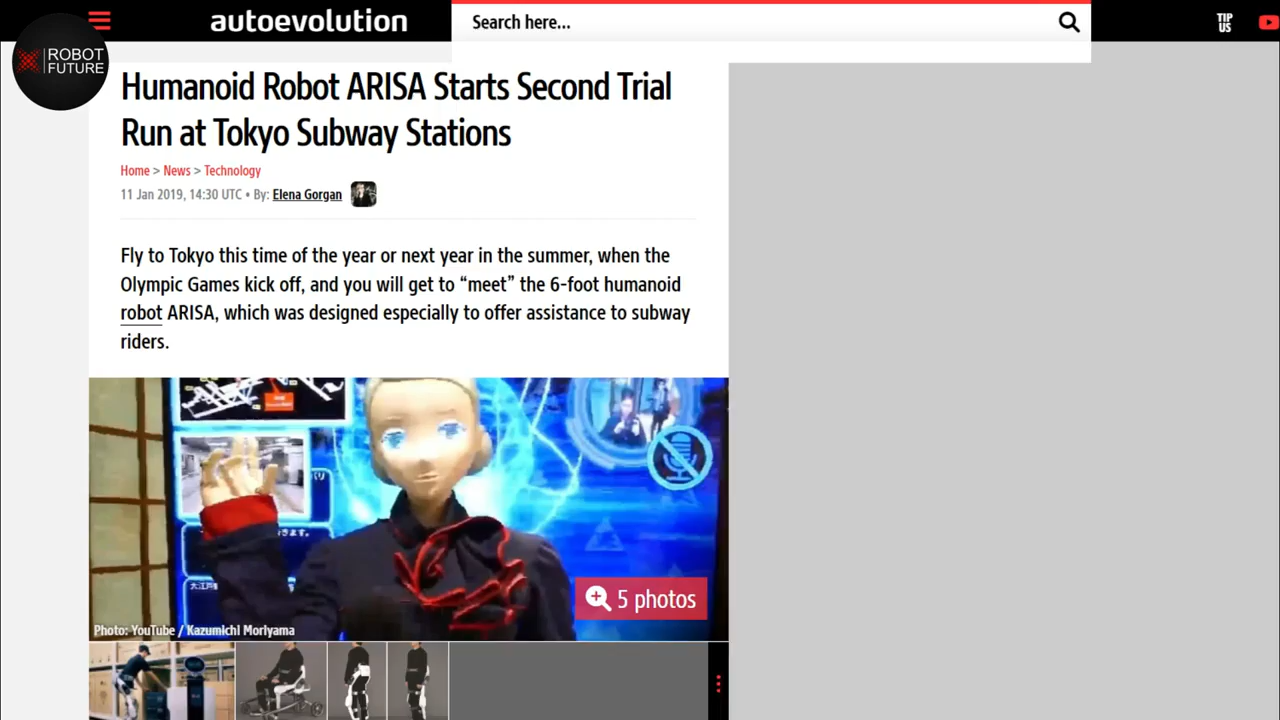 autoevolution
Search here...
TIP
US
ROBOT
FUTURE
Humanoid Robot ARISA Starts Second Trial
Run at Tokyo Subway Stations
Home > News > Technology
11 Jan 2019, 14:30 UTC • By: Elena Gorgan
Fly to Tokyo this time of the year or next year in the summer, when the
Olympic Games kick off, and you will get to “meet” the 6-foot humanoid
robot ARISA, which was designed especially to offer assistance to subway
riders.
5 photos
Photo: YouTube / Kazumichi Moriyama